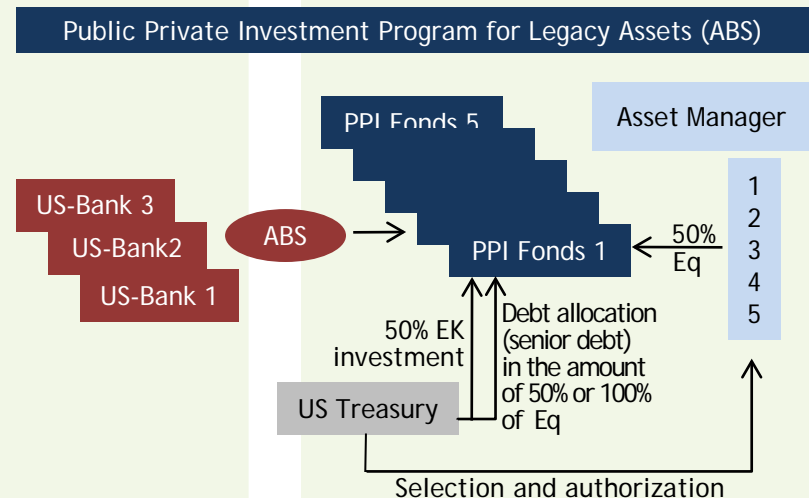 Public Private Investment Program for Legacy Assets (ABS)
PPI Fonds 5
Asset Manager
US-Bank 3
US-Bank2
US-Bank 1
ABS
PPI Fonds 1
50%
Eq
1
2
3
4
5
50% EK
investment
Debt allocation
(senior debt)
in the amount
of 50% or 100%
of Eq
US Treasury
Selection and authorization